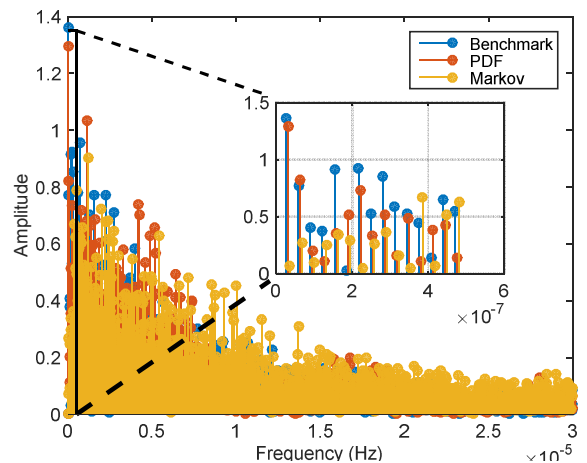 1.4
1.2
1
0.8
0.6
0.4
0.2
0
Amplitude
Benchmark
PDF
Markov
1.5
1
0.5
0
0 2 4 6
×10⁻⁷
0 0.5 1 1.5 2 2.5 3
Frequency (Hz)
×10⁻⁵